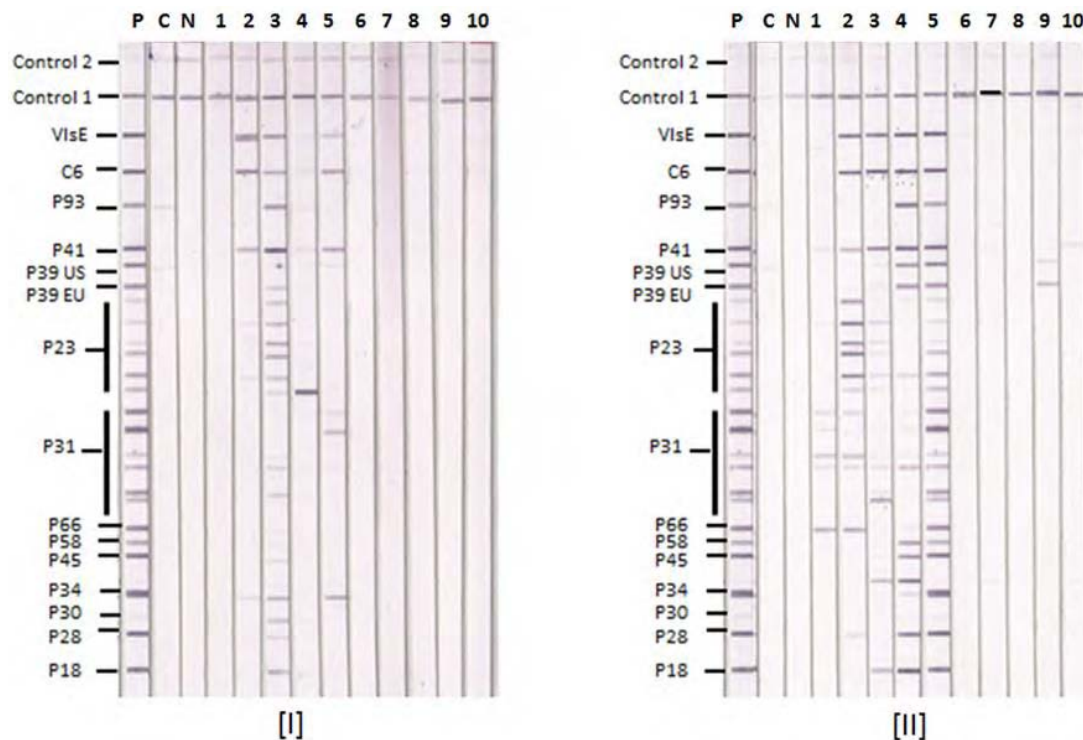 P C N 1 2 3 4 5 6 7 8 9 10
Control 2
Control 1
VlsE
C6
P93
P41
P39 US
P39 EU
P23
P31
P66
P58
P45
P34
P30
P28
P18
[I]
P C N 1 2 3 4 5 6 7 8 9 10
Control 2
Control 1
VlsE
C6
P93
P41
P39 US
P39 EU
P23
P31
P66
P58
P45
P34
P30
P28
P18
[II]